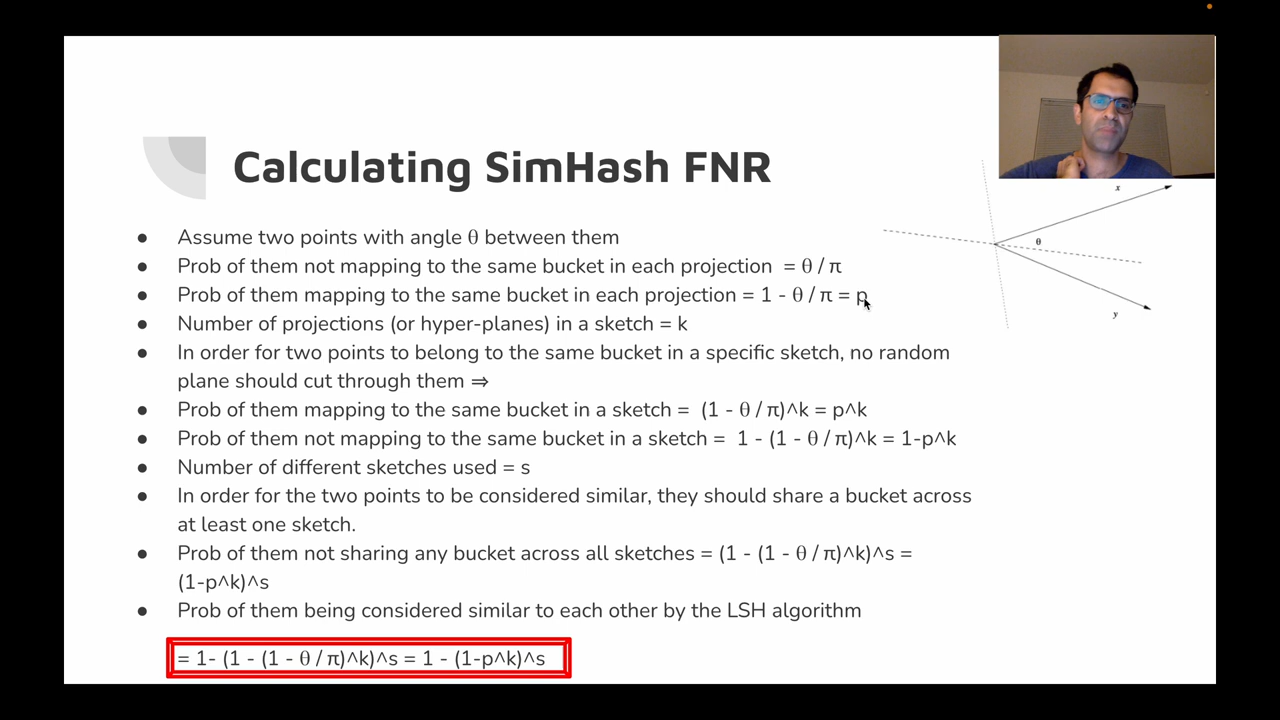 Calculating SimHash FNR
● Assume two points with angle θ between them
● Prob of them not mapping to the same bucket in each projection = θ / π
● Prob of them mapping to the same bucket in each projection = 1 - θ / π = p
● Number of projections (or hyper-planes) in a sketch = k
● In order for two points to belong to the same bucket in a specific sketch, no random
plane should cut through them ⇒
● Prob of them mapping to the same bucket in a sketch = (1 - θ / π)^k = p^k
● Prob of them not mapping to the same bucket in a sketch = 1 - (1 - θ / π)^k = 1-p^k
● Number of different sketches used = s
● In order for the two points to be considered similar, they should share a bucket across
at least one sketch.
● Prob of them not sharing any bucket across all sketches = (1 - (1 - θ / π)^k)^s =
(1-p^k)^s
● Prob of them being considered similar to each other by the LSH algorithm
= 1- (1 - (1 - θ / π)^k)^s = 1 - (1-p^k)^s
x
θ
y